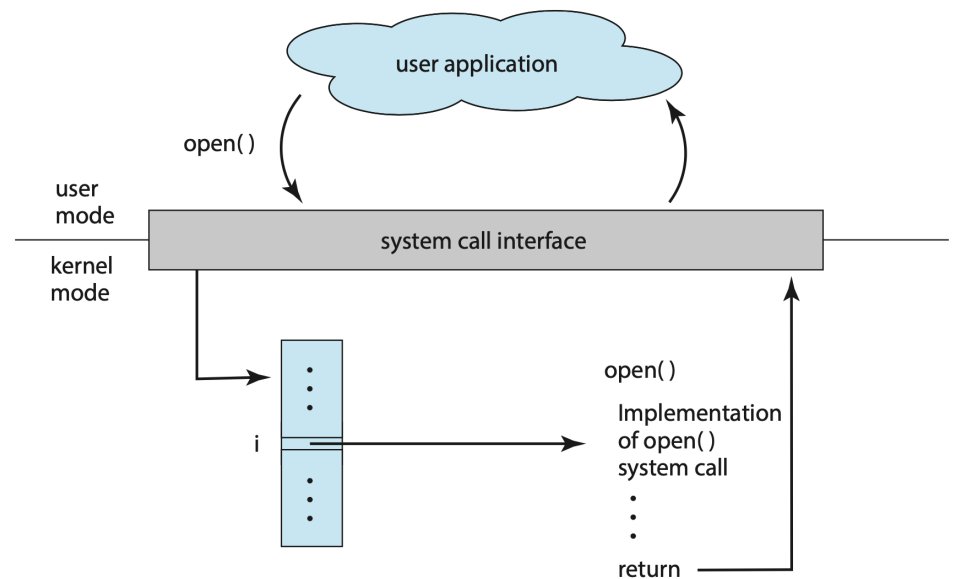 user application
open( )
user
mode
system call interface
kernel
mode
open( )
Implementation
of open( )
system call
i
return